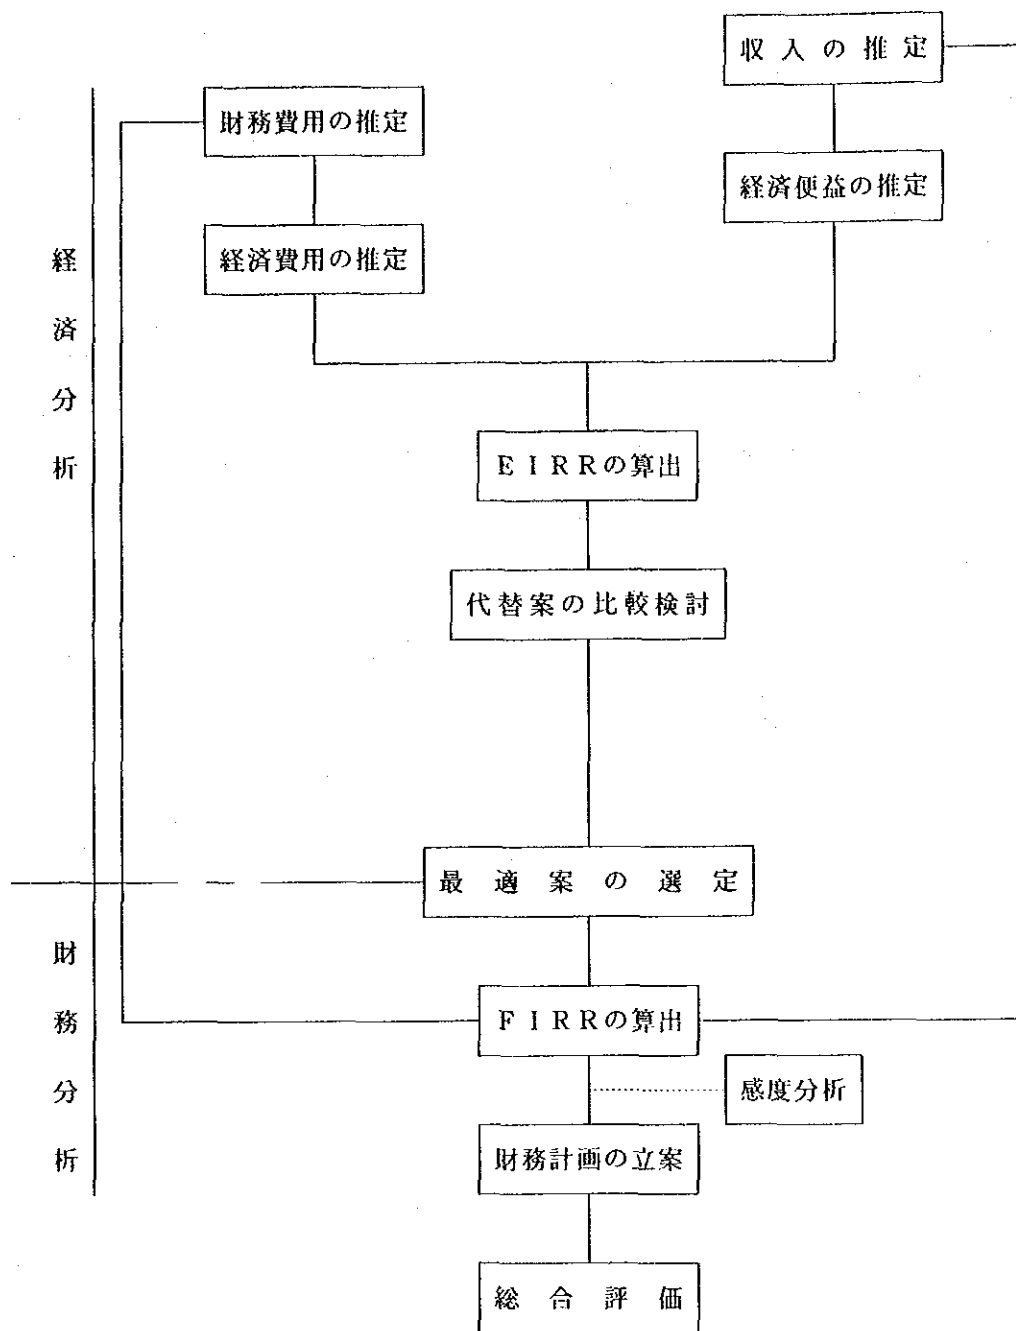 収入の推定
財務費用の推定
経済便益の推定
経済費用の推定
経済分析
EIRRの算出
代替案の比較検討
最適案の選定
財務分析
FIRRの算出
感度分析
財務計画の立案
総合評価